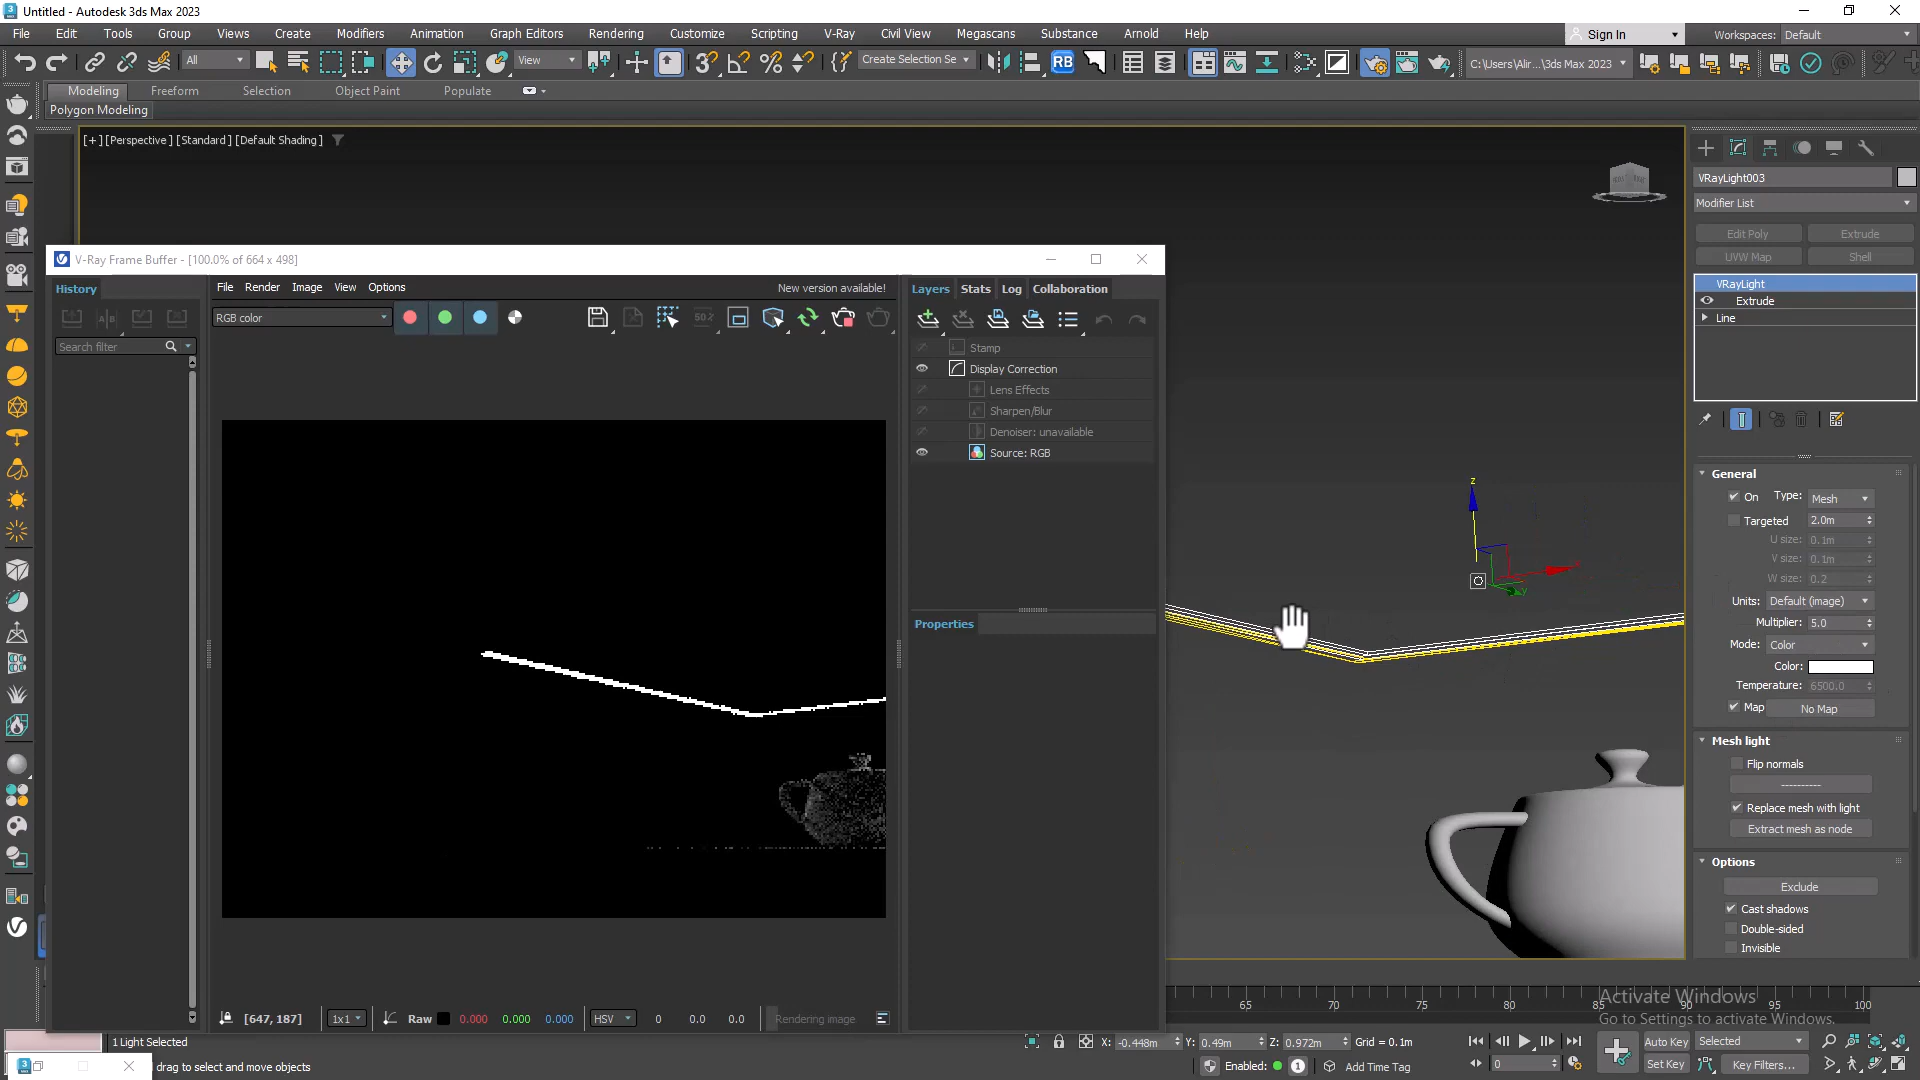 Untitled - Autodesk 3ds Max 2023
File Edit Tools Group Views Create Modifiers Animation Graph Editors Rendering Customize Scripting V-Ray Civil View Megascans Substance Arnold Help
Sign In Workspaces: Default
All View Create Selection Se RB C:\Users\Alir...\3ds Max 2023
Modeling Freeform Selection Object Paint Populate
Polygon Modeling
[+] [Perspective] [Standard] [Default Shading]
VRayLight003
Modifier List
Edit Poly Extrude
UVW Map Shell
VRayLight
Extrude
Line
V-Ray Frame Buffer - [100.0% of 664 x 498]
History
File Render Image View Options New version available!
RGB color
Search filter
Layers Stats Log Collaboration
Stamp
Display Correction
Lens Effects
Sharpen/Blur
Denoiser: unavailable
Source: RGB
Properties
[647, 187] 1x1 Raw 0.000 0.000 0.000 HSV 0 0.0 0.0 Rendering image
z
y
General
On Type: Mesh
Targeted 2.0m
U size: 0.1m
V size: 0.1m
W size: 0.2
Units: Default (image)
Multiplier: 5.0
Mode: Color
Color:
Temperature: 6500.0
Map No Map
Mesh light
Flip normals
----------
Replace mesh with light
Extract mesh as node
Options
Exclude
Cast shadows
Double-sided
Invisible
65 70 75 80 85 90 95 100
Activate Windows
Go to Settings to activate Windows.
1 Light Selected X: -0.448m Y: 0.49m Z: 0.972m Grid = 0.1m Auto Key Selected
drag to select and move objects Enabled: 1 Add Time Tag 0 Set Key Key Filters...